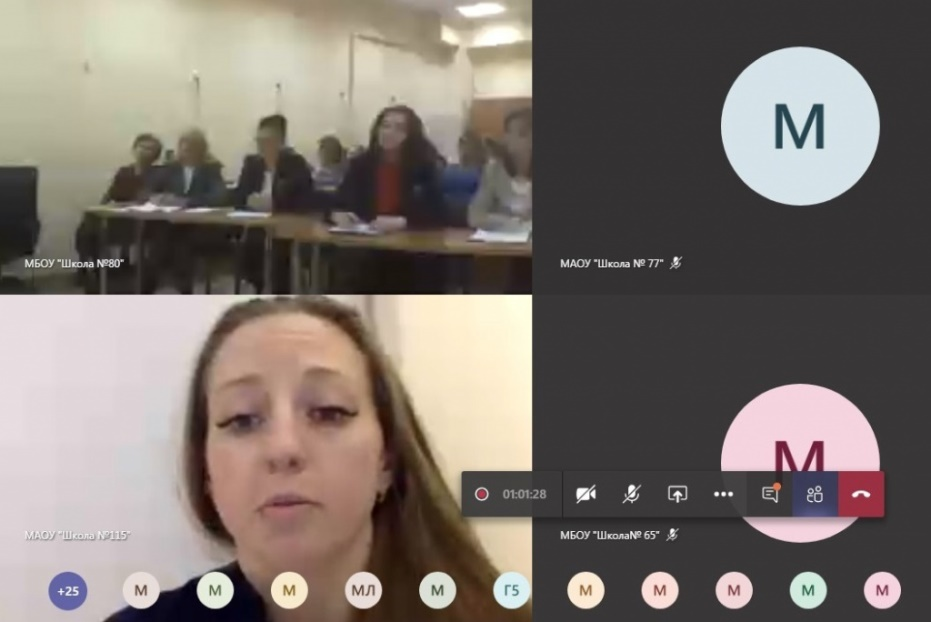 М
МБОУ "Школа №80"
МАОУ "Школа № 77"
М
01:01:28
МАОУ "Школа №115"
МБОУ "Школа№ 65"
+25
М
М
М
МЛ
М
Г5
М
М
М
М
М